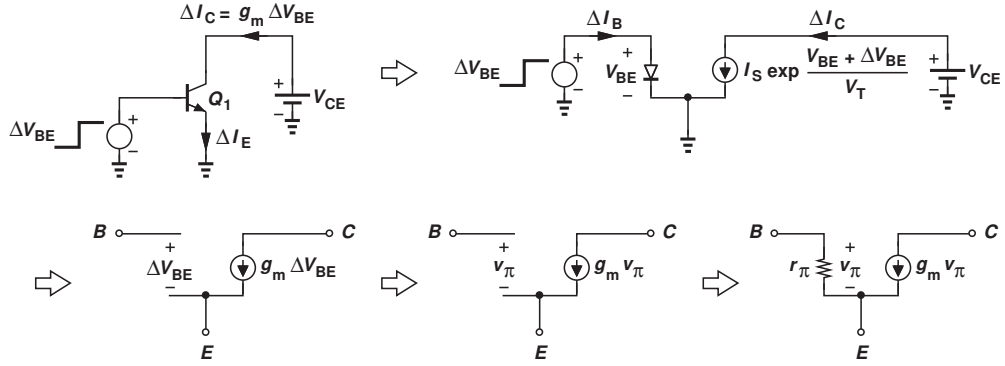 ΔI_C = g_m ΔV_BE
ΔV_BE
+
−
Q_1
ΔI_E
+
−
V_CE
ΔI_B
ΔI_C
ΔV_BE
+
−
+
V_BE
−
I_S exp (V_BE + ΔV_BE) / V_T
+
−
V_CE
B
+
ΔV_BE
−
g_m ΔV_BE
C
E
B
+
v_π
−
g_m v_π
C
E
B
r_π
+
v_π
−
g_m v_π
C
E